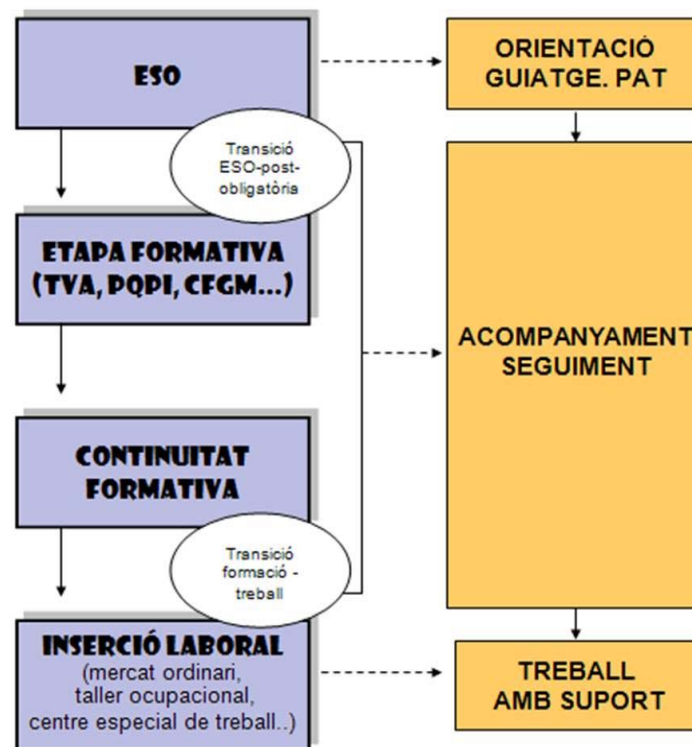 ESO
Transició
ESO-post-
obligatòria
ETAPA FORMATIVA
(TVA, PQPI, CFGM...)
CONTINUITAT
FORMATIVA
Transició
formació -
treball
INSERCIÓ LABORAL
(mercat ordinari,
taller ocupacional,
centre especial de treball..)
ORIENTACIÓ
GUIATGE. PAT
ACOMPANYAMENT
SEGUIMENT
TREBALL
AMB SUPORT